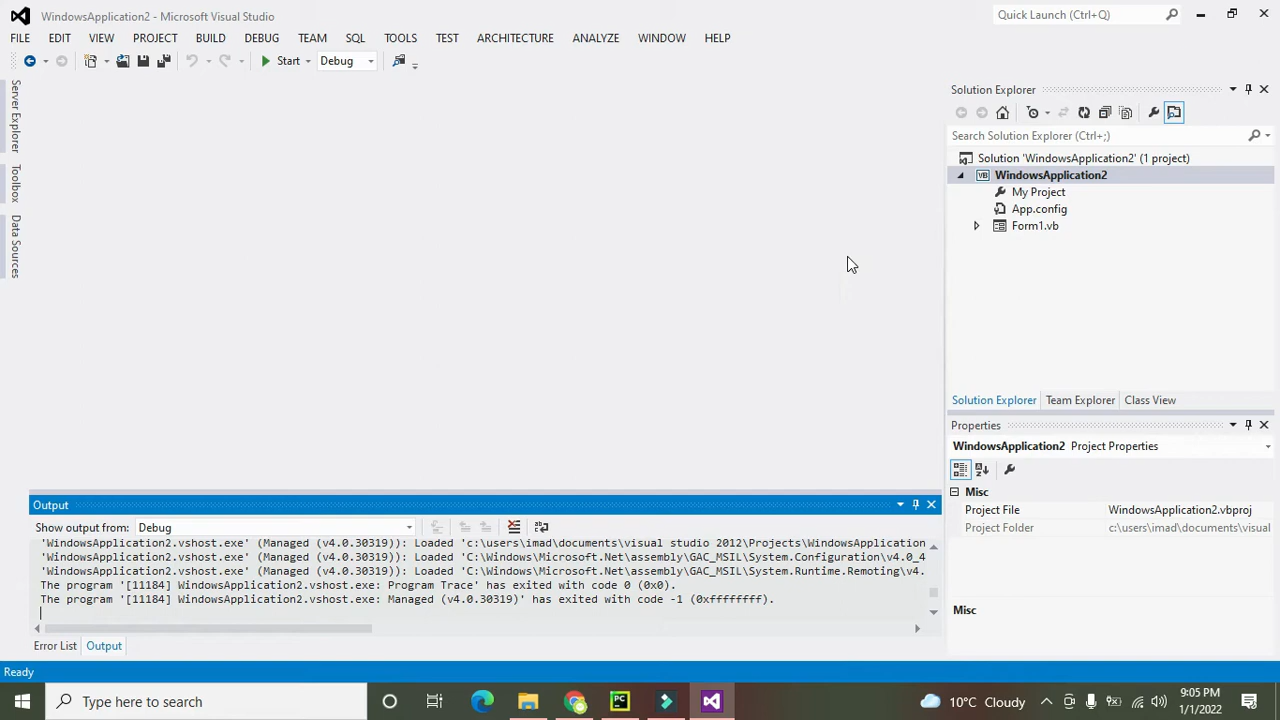 WindowsApplication2 - Microsoft Visual Studio
Quick Launch (Ctrl+Q)
FILE EDIT VIEW PROJECT BUILD DEBUG TEAM SQL TOOLS TEST ARCHITECTURE ANALYZE WINDOW HELP
Start Debug
Server Explorer
Toolbox
Data Sources
Solution Explorer
Search Solution Explorer (Ctrl+;)
Solution 'WindowsApplication2' (1 project)
VB WindowsApplication2
My Project
App.config
Form1.vb
Solution Explorer Team Explorer Class View
Properties
WindowsApplication2 Project Properties
Misc
Project File WindowsApplication2.vbproj
Project Folder c:\users\imad\documents\visual
Misc
Output
Show output from: Debug
'WindowsApplication2.vshost.exe' (Managed (v4.0.30319)): Loaded 'c:\users\imad\documents\visual studio 2012\Projects\WindowsApplication
'WindowsApplication2.vshost.exe' (Managed (v4.0.30319)): Loaded 'C:\Windows\Microsoft.Net\assembly\GAC_MSIL\System.Configuration\v4.0_4
'WindowsApplication2.vshost.exe' (Managed (v4.0.30319)): Loaded 'C:\Windows\Microsoft.Net\assembly\GAC_MSIL\System.Runtime.Remoting\v4.
The program '[11184] WindowsApplication2.vshost.exe: Program Trace' has exited with code 0 (0x0).
The program '[11184] WindowsApplication2.vshost.exe: Managed (v4.0.30319)' has exited with code -1 (0xffffffff).
Error List Output
Ready
Type here to search
PC
10°C Cloudy
9:05 PM
1/1/2022